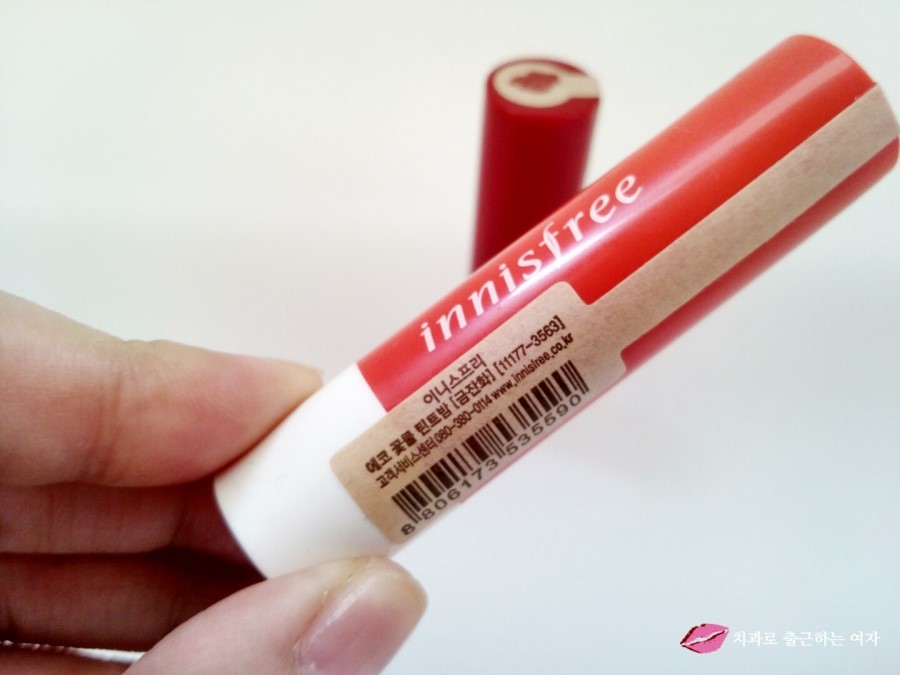 innisfree
이니스프리
에코 꽃물 틴트밤 [금잔화] [11177-3563]
고객서비스센터 080-380-0114 www.innisfree.co.kr
8 806173 535590
치과로 출근하는 여자